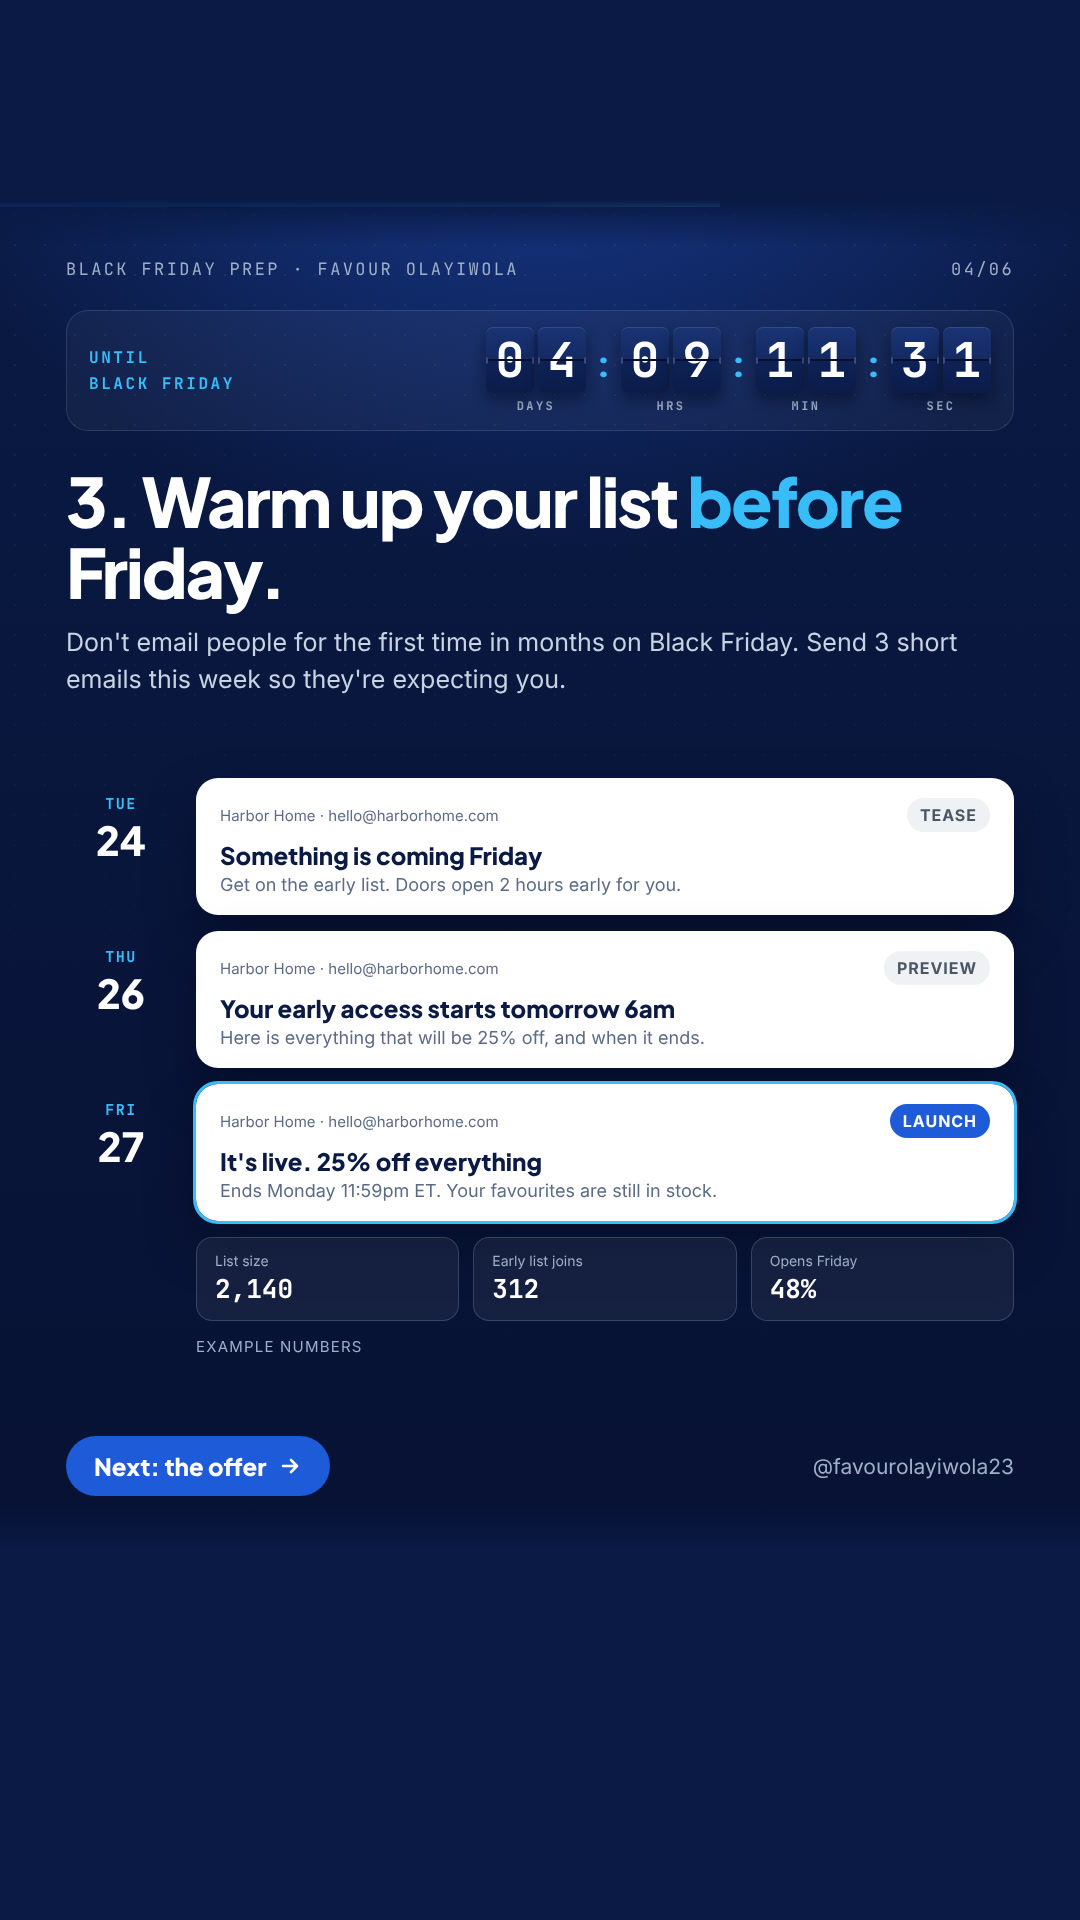 BLACK FRIDAY PREP · FAVOUR OLAYIWOLA
04/06
UNTIL
BLACK FRIDAY
04 : 09 : 11 : 31
DAYS HRS MIN SEC
3. Warm up your list before
Friday.
Don't email people for the first time in months on Black Friday. Send 3 short
emails this week so they're expecting you.
TUE
24
Harbor Home · hello@harborhome.com
TEASE
Something is coming Friday
Get on the early list. Doors open 2 hours early for you.
THU
26
Harbor Home · hello@harborhome.com
PREVIEW
Your early access starts tomorrow 6am
Here is everything that will be 25% off, and when it ends.
FRI
27
Harbor Home · hello@harborhome.com
LAUNCH
It's live. 25% off everything
Ends Monday 11:59pm ET. Your favourites are still in stock.
List size
2,140
Early list joins
312
Opens Friday
48%
EXAMPLE NUMBERS
Next: the offer →
@favourolayiwola23